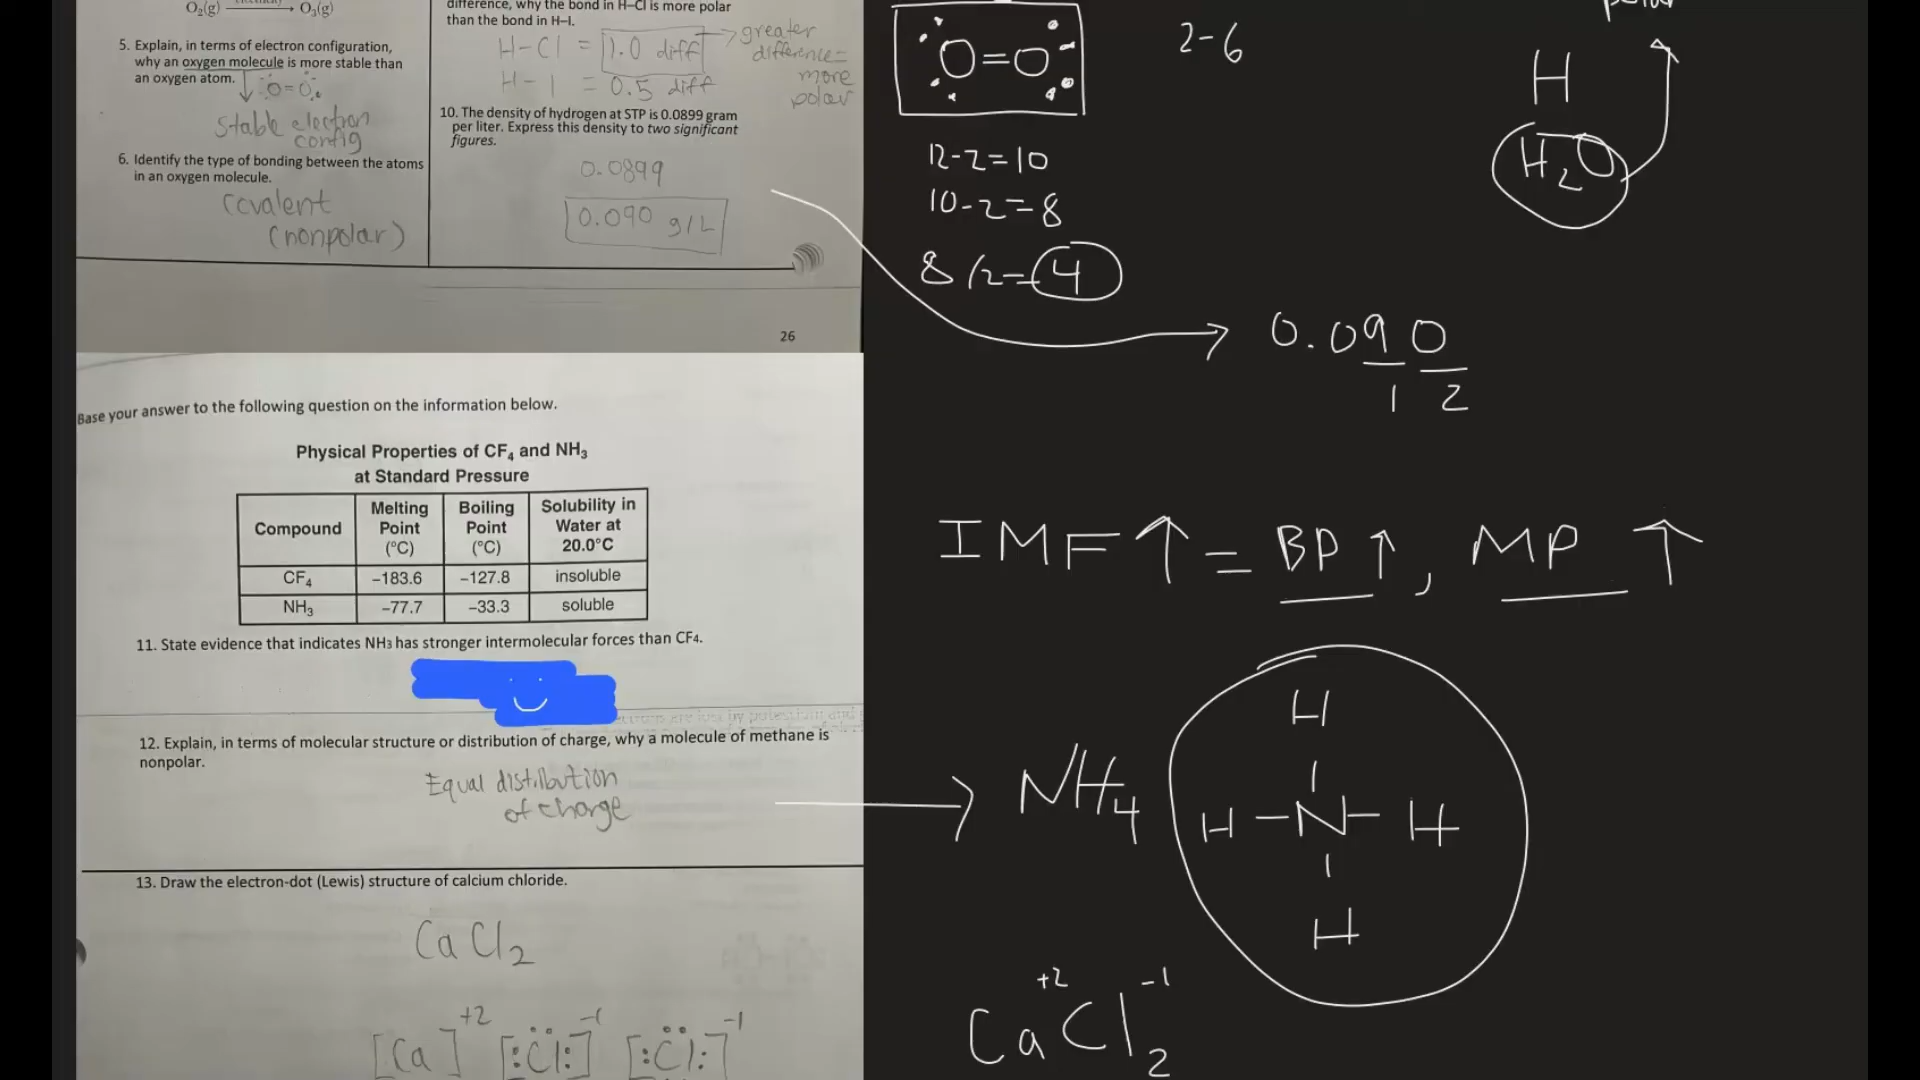 O₂(g) ⟶ O₃(g)
5. Explain, in terms of electron configuration,
why an oxygen molecule is more stable than
an oxygen atom.
O=O
stable electron
config
6. Identify the type of bonding between the atoms
in an oxygen molecule.
Covalent
(nonpolar)
difference, why the bond in H–Cl is more polar
than the bond in H–I.
H-Cl = 1.0 diff
H-I = 0.5 diff
greater
difference=
more
polar
10. The density of hydrogen at STP is 0.0899 gram
per liter. Express this density to two significant
figures.
0.0899
0.090 g/L
26
Base your answer to the following question on the information below.
Physical Properties of CF₄ and NH₃
at Standard Pressure
Compound Melting Point (°C) Boiling Point (°C) Solubility in Water at 20.0°C
CF₄ −183.6 −127.8 insoluble
NH₃ −77.7 −33.3 soluble
11. State evidence that indicates NH₃ has stronger intermolecular forces than CF₄.
12. Explain, in terms of molecular structure or distribution of charge, why a molecule of methane is
nonpolar.
Equal distribution
of charge
13. Draw the electron-dot (Lewis) structure of calcium chloride.
CaCl₂
[Ca]+2 [:Cl:]-1 [:Cl:]-1
O=O
2-6
12-2=10
10-2=8
8/2=4
H
H₂O
0.090
1 2
IMF↑ = BP↑, MP↑
NH₄
H
H-N-H
H
Ca+2 Cl₂-1